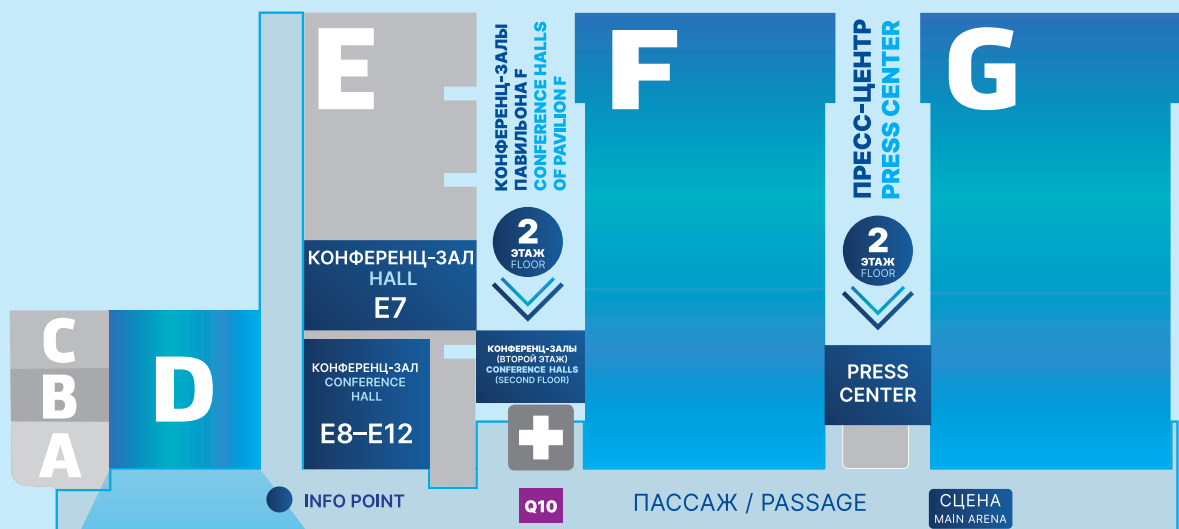 E
КОНФЕРЕНЦ-ЗАЛЫ
ПАВИЛЬОНА F
CONFERENCE HALLS
OF PAVILION F
F
ПРЕСС-ЦЕНТР
PRESS CENTER
G
2
ЭТАЖ
FLOOR
2
ЭТАЖ
FLOOR
КОНФЕРЕНЦ-ЗАЛ
HALL
E7
C
B
A
D
КОНФЕРЕНЦ-ЗАЛ
CONFERENCE
HALL
E8–E12
КОНФЕРЕНЦ-ЗАЛЫ
(ВТОРОЙ ЭТАЖ)
CONFERENCE HALLS
(SECOND FLOOR)
PRESS
CENTER
INFO POINT
Q10
ПАССАЖ / PASSAGE
СЦЕНА
MAIN ARENA